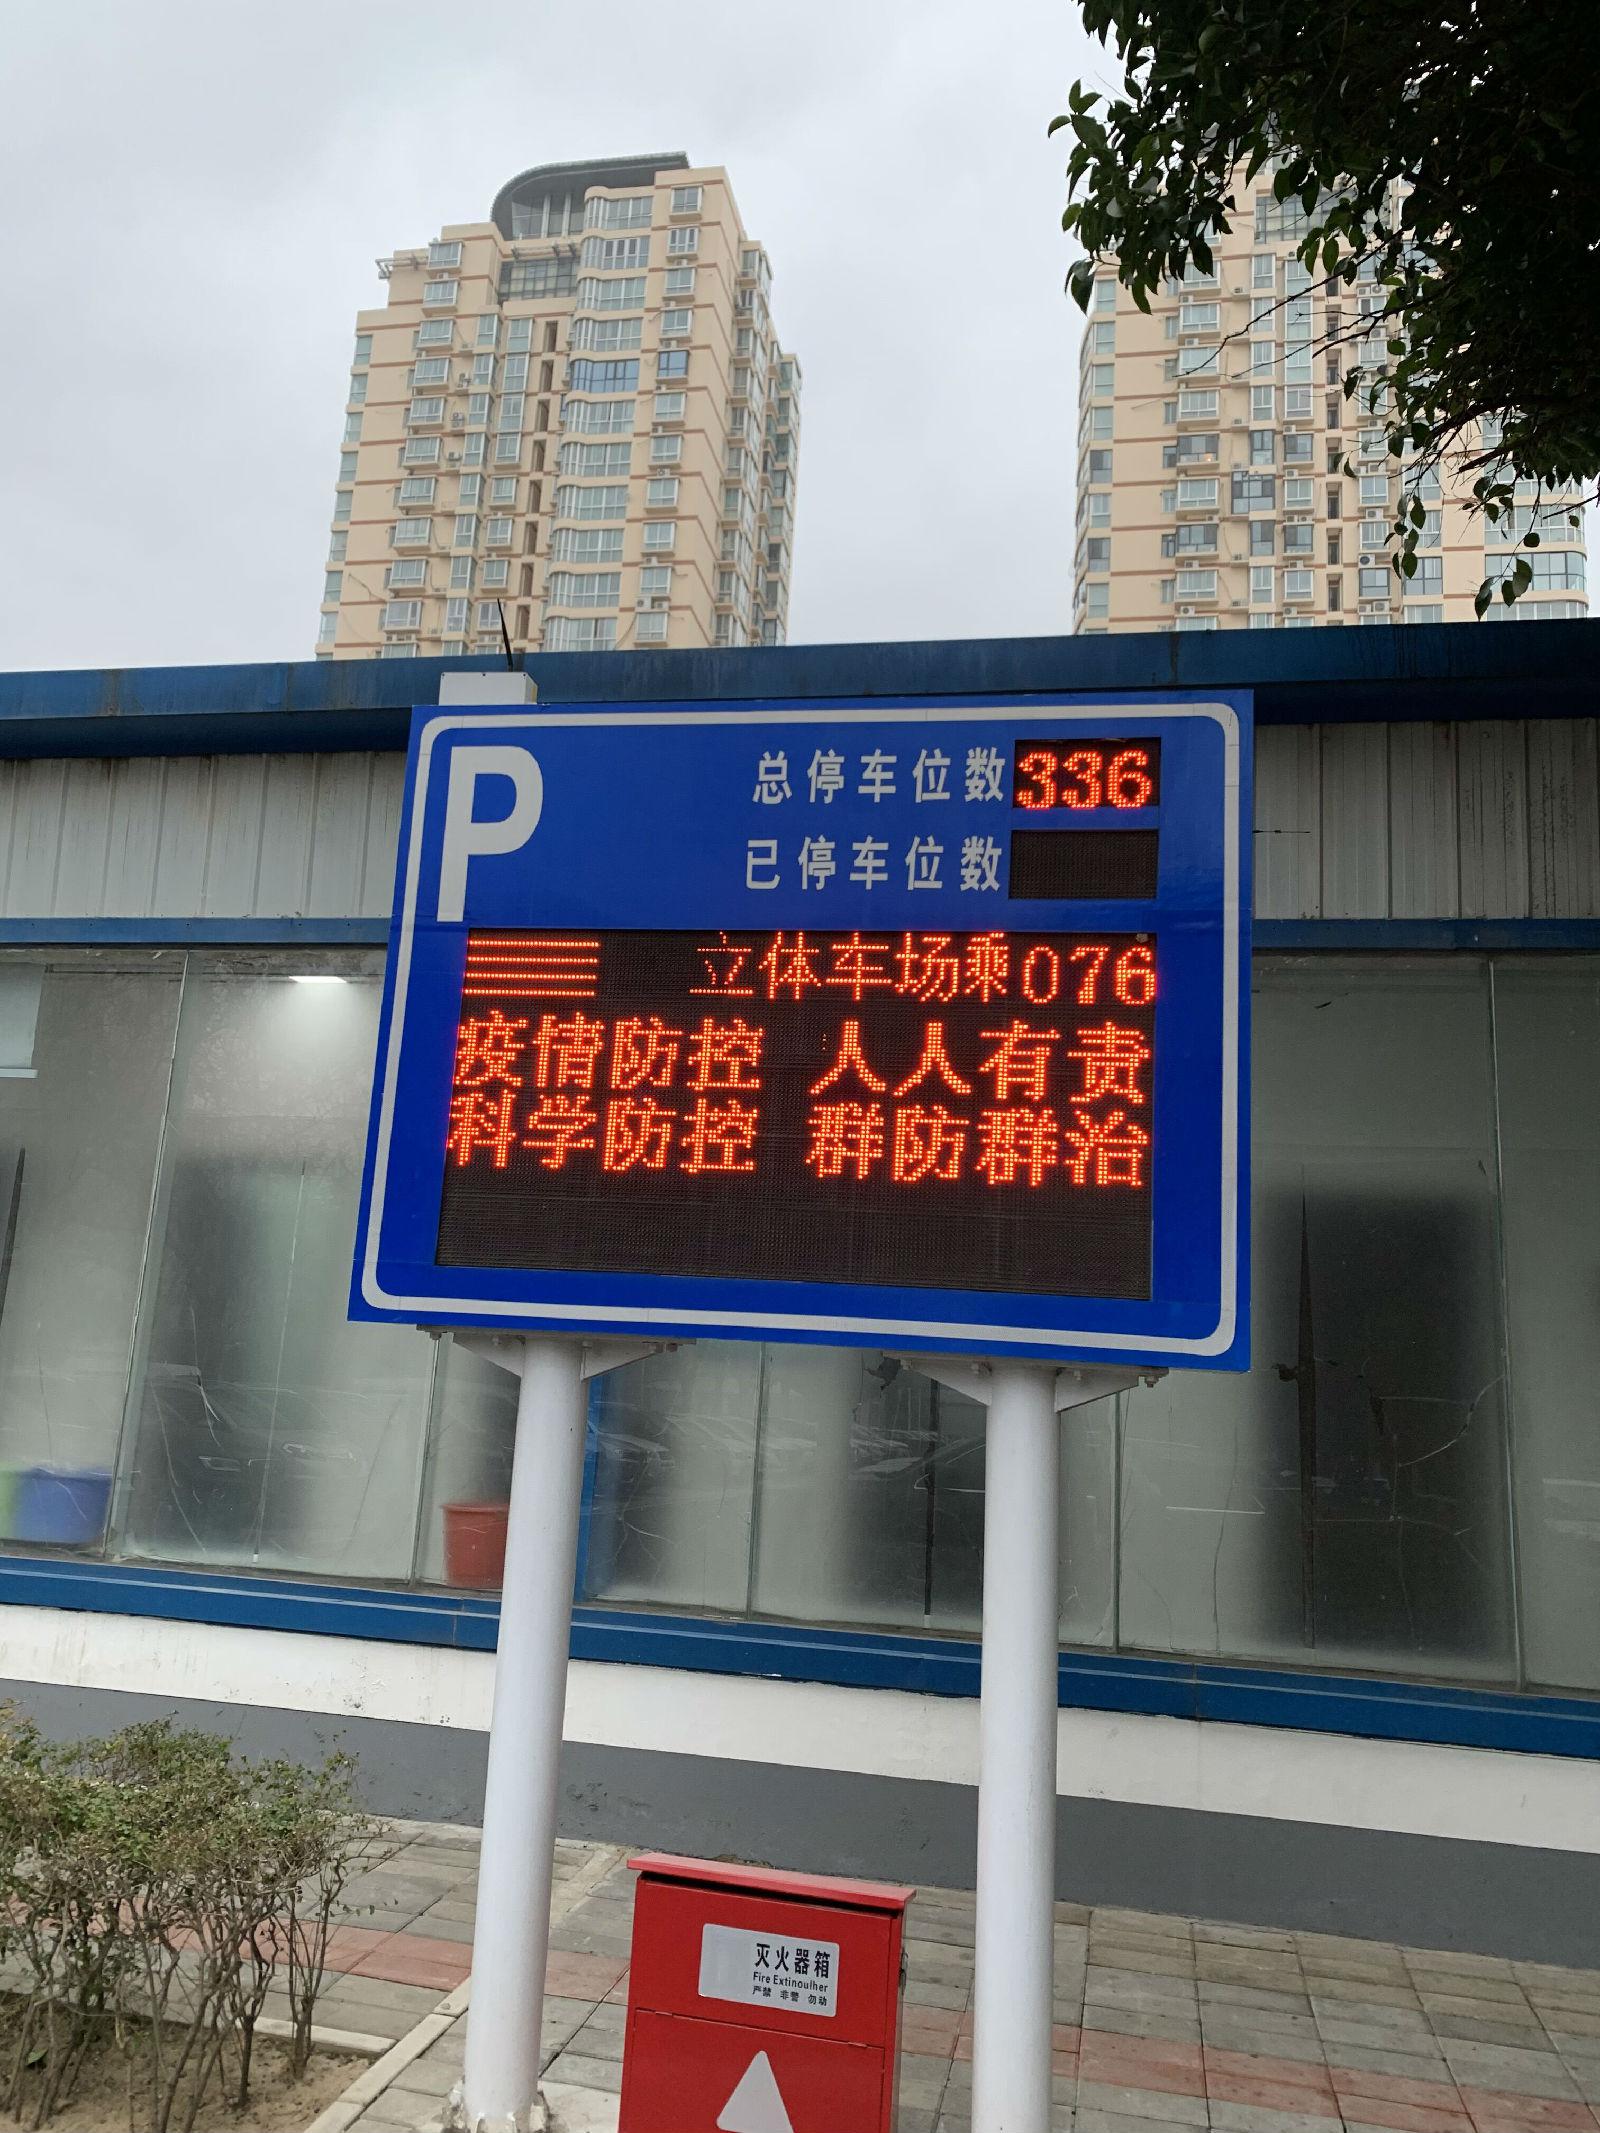 P
总停车位数 336
已停车位数
立体车场乘076
疫情防控 人人有责
科学防控 群防群治
灭火器箱
Fire Extinoulher
严禁 非警 勿动